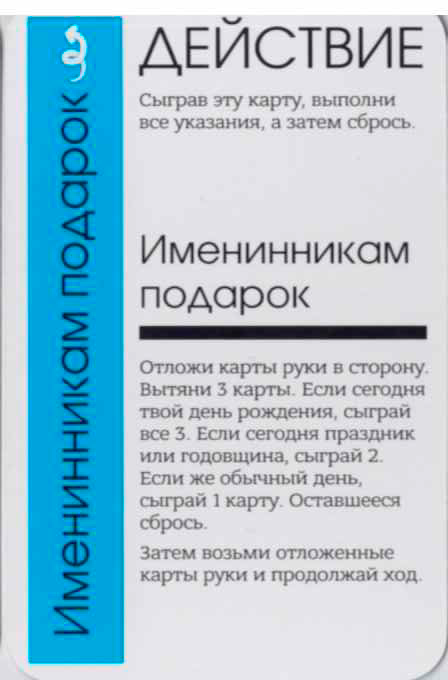 Именинникам подарок
ДЕЙСТВИЕ
Сыграв эту карту, выполни
все указания, а затем сбрось.
Именинникам
подарок
Отложи карты руки в сторону.
Вытяни 3 карты. Если сегодня
твой день рождения, сыграй
все 3. Если сегодня праздник
или годовщина, сыграй 2.
Если же обычный день,
сыграй 1 карту. Оставшееся
сбрось.
Затем возьми отложенные
карты руки и продолжай ход.